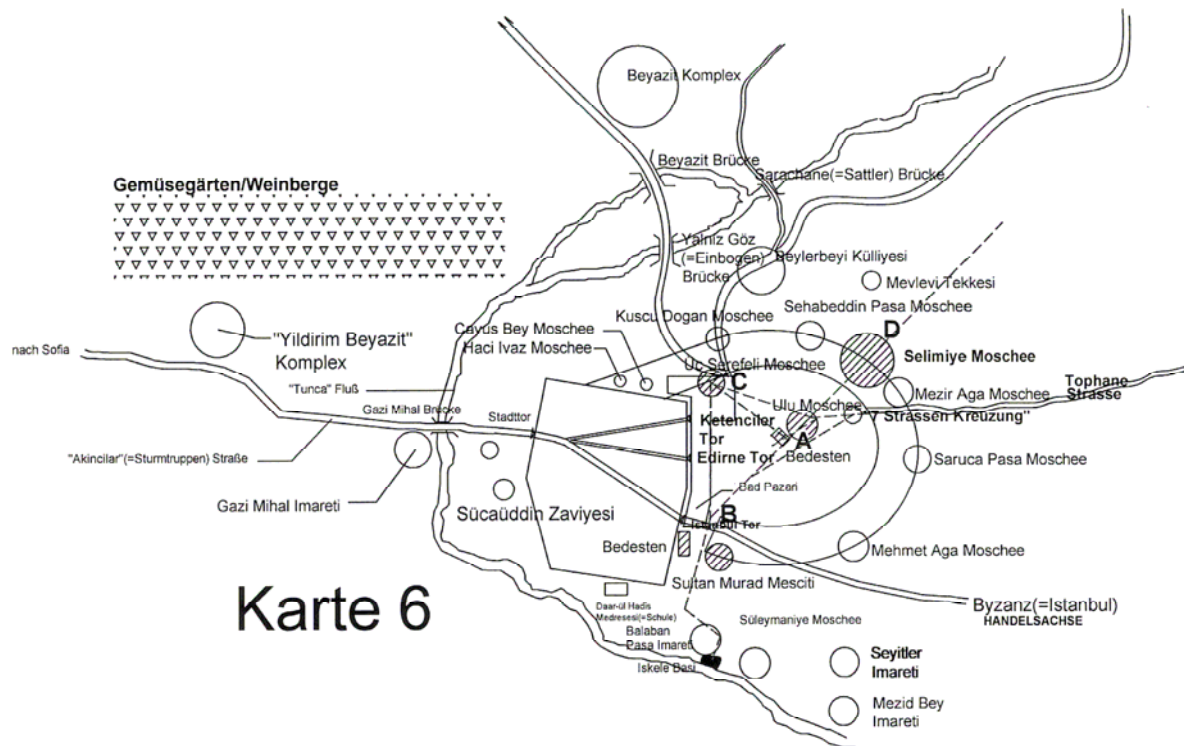 Beyazit Komplex
Beyazit Brücke
Sarachane(=Sattler) Brücke
Gemüsegärten/Weinberge
Yalniz Göz
(=Einbogen)
Brücke
Beylerbeyi Külliyesi
Mevlevi Tekkesi
Sehabeddin Pasa Moschee
Kuscu Dogan Moschee
Cavus Bey Moschee
Haci Ivaz Moschee
D
"Yildirim Beyazit"
Komplex
nach Sofia
Selimiye Moschee
Üc Serefeli Moschee
C
"Tunca" Fluß
Mezir Aga Moschee
Tophane
Strasse
Ulu Moschee
"7 Strassen Kreuzung"
Gazi Mihal Brücke
Stadttor
Ketenciler
Tor
A
Edirne Tor
Bedesten
"Akincilar"(=Sturmtruppen) Straße
Saruca Pasa Moschee
Gazi Mihal Imareti
Sücaüddin Zaviyesi
Bad Pazari
B
Istanbul Tor
Bedesten
Mehmet Aga Moschee
Sultan Murad Mesciti
Karte 6
Daar-ül Hadis
Medresesi(=Schule)
Byzanz(=Istanbul)
HANDELSACHSE
Balaban
Pasa Imareti
Süleymaniye Moschee
Iskele Basi
Seyitler
Imareti
Mezid Bey
Imareti